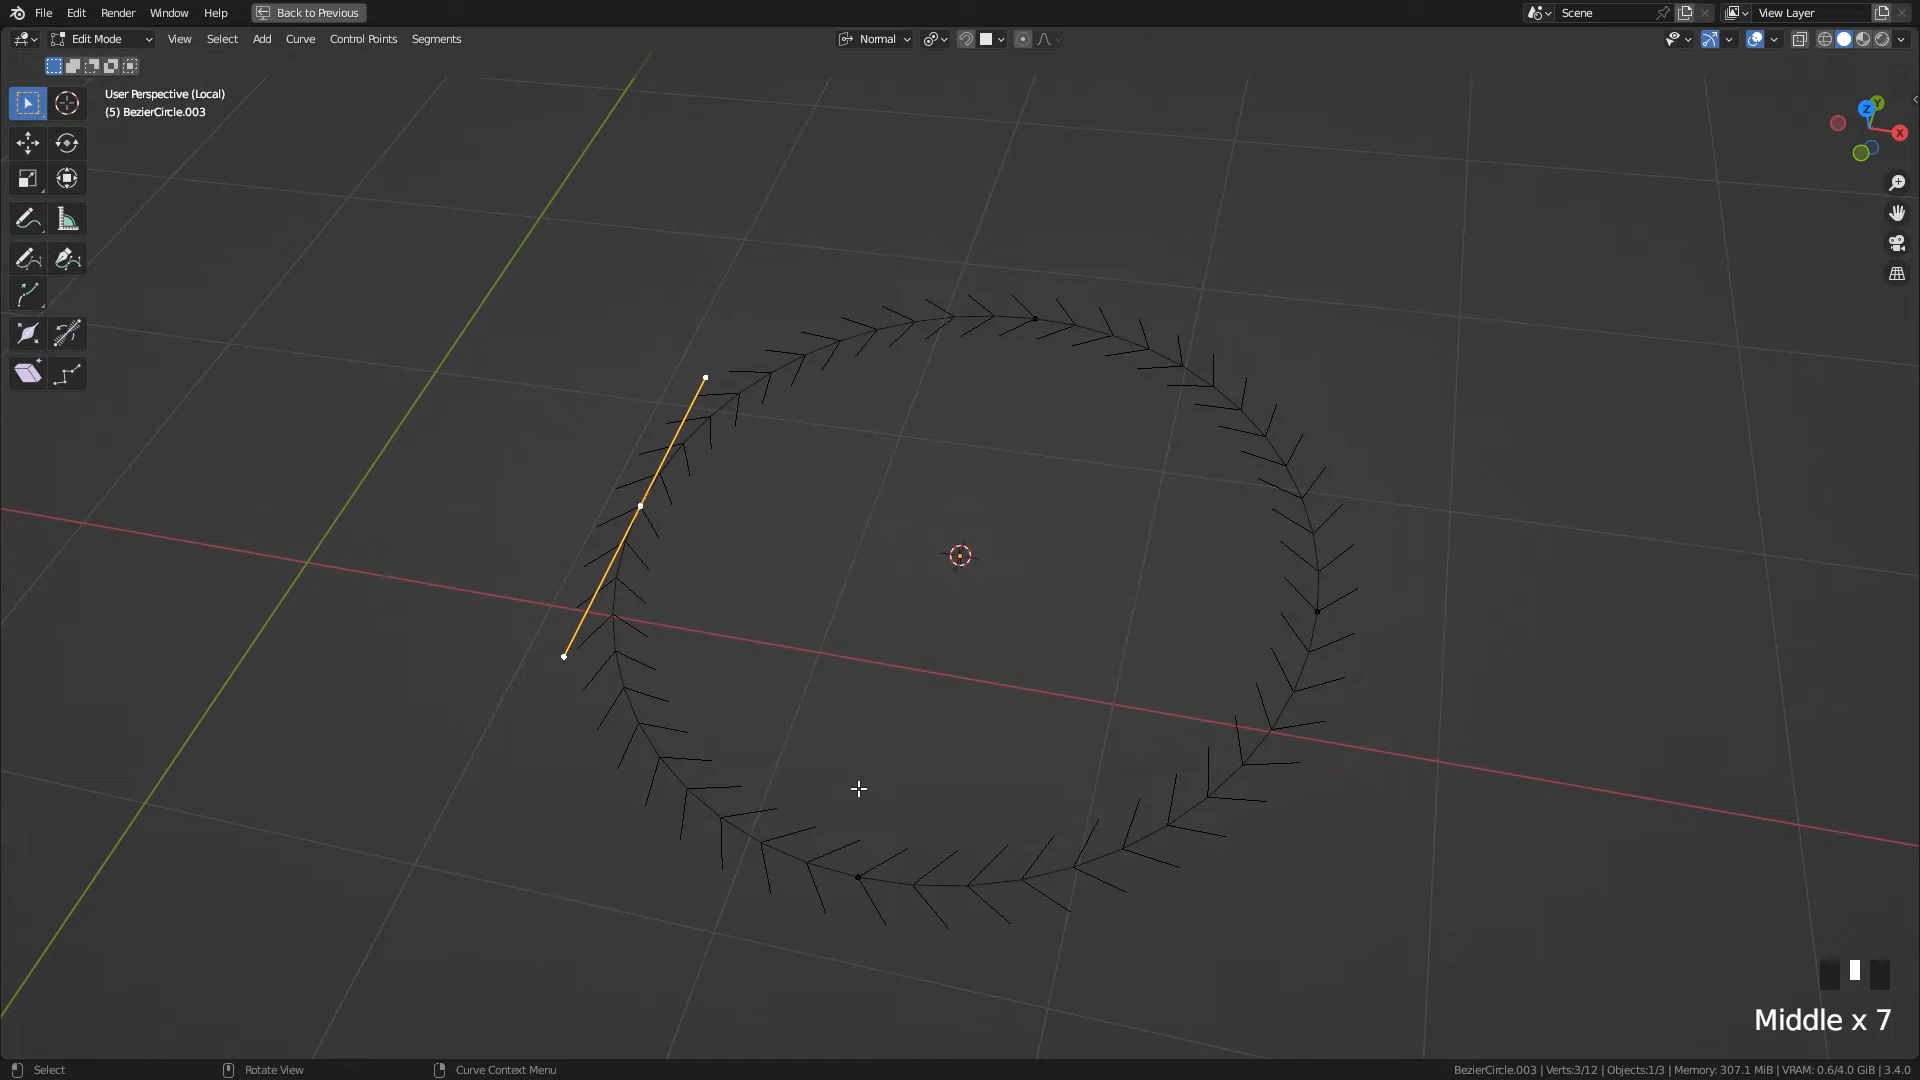 File Edit Render Window Help Back to Previous Scene View Layer
Edit Mode View Select Add Curve Control Points Segments Normal
User Perspective (Local)
(5) BezierCircle.003
Z Y
X
Middle x 7
Select Rotate View Curve Context Menu BezierCircle.003 | Verts:3/12 | Objects:1/3 | Memory: 307.1 MiB | VRAM: 0.6/4.0 GiB | 3.4.0